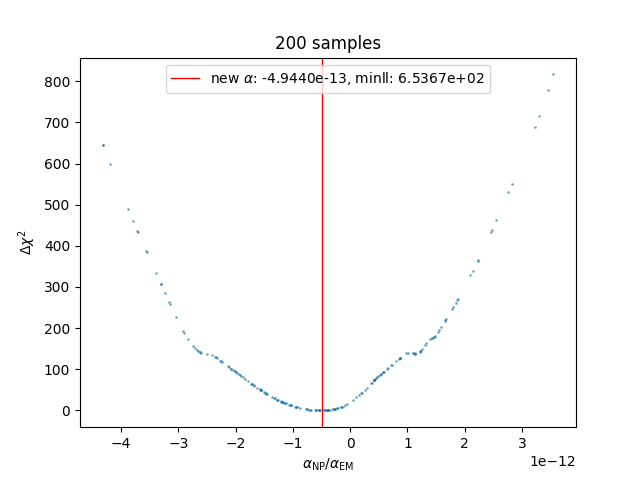 200 samples
new α: -4.9440e-13, minll: 6.5367e+02
800
700
600
500
400
300
200
100
0
Δχ²
−4 −3 −2 −1 0 1 2 3
1e−12
α_NP/α_EM